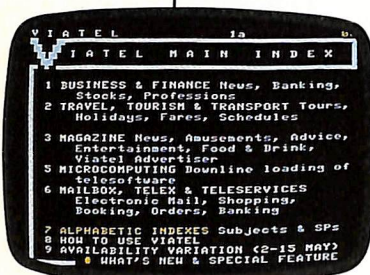 VIATEL 1a
VIATEL MAIN INDEX
1 BUSINESS & FINANCE News, Banking,
Stocks, Professions
2 TRAVEL, TOURISM & TRANSPORT Tours,
Holidays, Fares, Schedules
3 MAGAZINE News, Amusements, Advice,
Entertainment, Food & Drink,
Viatel Advertiser
5 MICROCOMPUTING Downline loading of
telesoftware
6 MAILBOX, TELEX & TELESERVICES
Electronic Mail, Shopping,
Booking, Orders, Banking
7 ALPHABETIC INDEXES Subjects & SPs
8 HOW TO USE VIATEL
9 AVAILABILITY VARIATION (2-15 MAY)
0 WHAT'S NEW & SPECIAL FEATURE